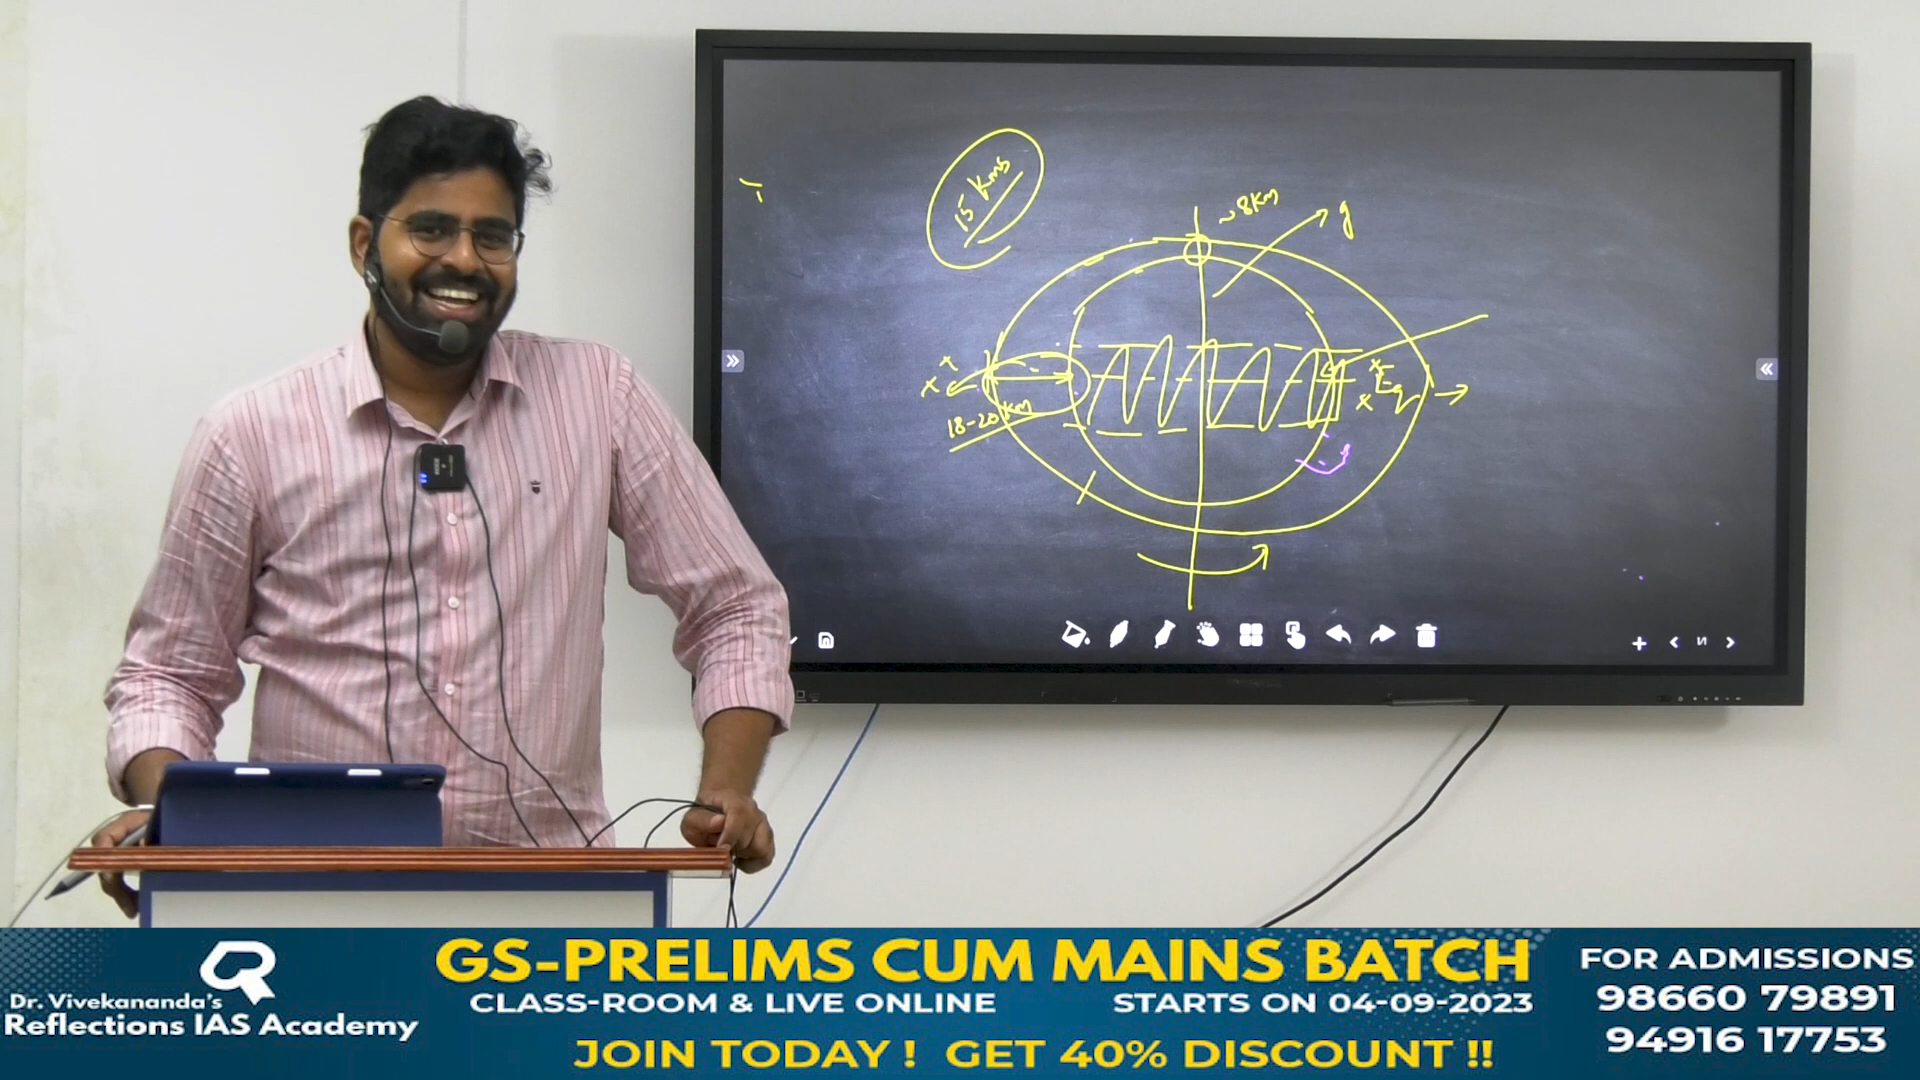 15 Kms
~8Km
g
18-20 Km
Eq
GS-PRELIMS CUM MAINS BATCH
CLASS-ROOM & LIVE ONLINE
STARTS ON 04-09-2023
JOIN TODAY ! GET 40% DISCOUNT !!
Dr. Vivekananda's
Reflections IAS Academy
FOR ADMISSIONS
98660 79891
94916 17753